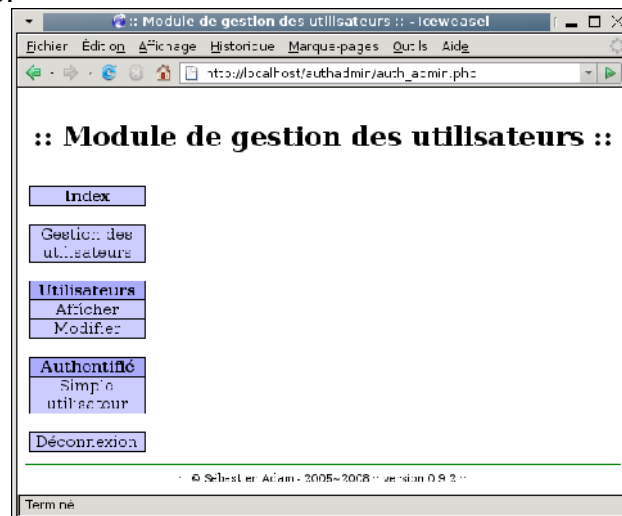 :: Module de gestion des utilisateurs :: - Iceweasel
Fichier Édition Affichage Historique Marque-pages Outils Aide
http://localhost/authadmin/auth_admin.php
:: Module de gestion des utilisateurs ::
Index
Gestion des
utilisateurs
Utilisateurs
Afficher
Modifier
Authentifié
Simple
utilisateur
Déconnexion
:: © Sébastien Adam - 2005~2008 :: version 0.9.2 ::
Terminé